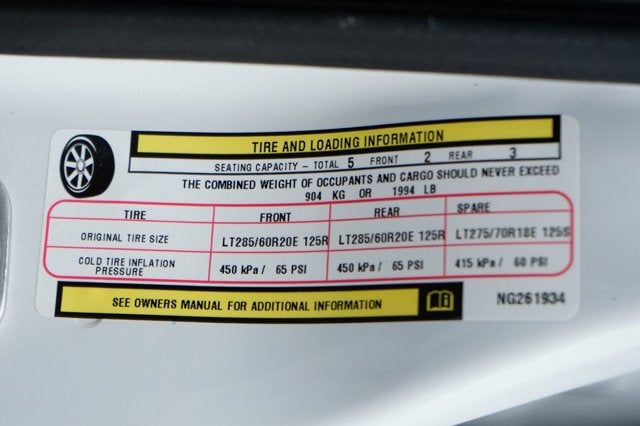 TIRE AND LOADING INFORMATION
SEATING CAPACITY - TOTAL 5 FRONT 2 REAR 3
THE COMBINED WEIGHT OF OCCUPANTS AND CARGO SHOULD NEVER EXCEED
904 KG OR 1994 LB
TIRE FRONT REAR SPARE
ORIGINAL TIRE SIZE LT285/60R20E 125R LT285/60R20E 125R LT275/70R18E 125S
COLD TIRE INFLATION PRESSURE 450 kPa / 65 PSI 450 kPa / 65 PSI 415 kPa / 60 PSI
SEE OWNERS MANUAL FOR ADDITIONAL INFORMATION NG261934